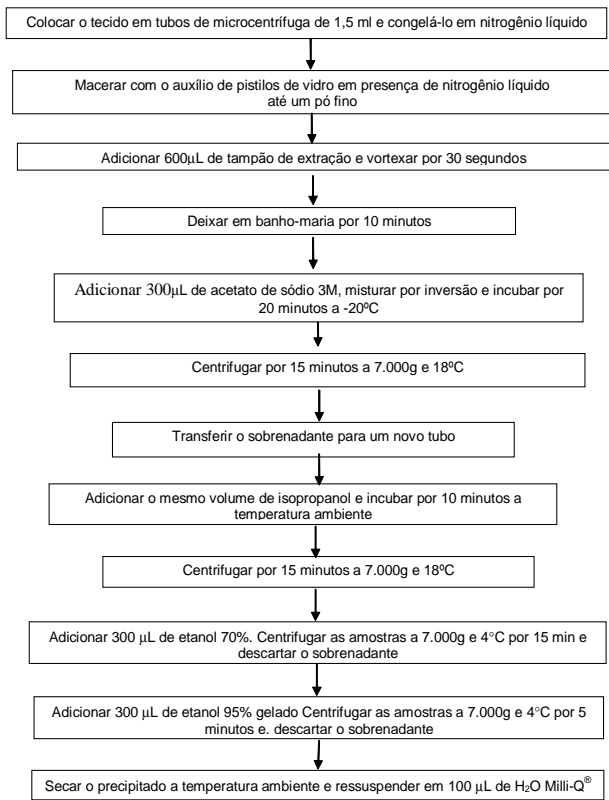 Colocar o tecido em tubos de microcentrífuga de 1,5 ml e congelá-lo em nitrogênio líquido
Macerar com o auxílio de pistilos de vidro em presença de nitrogênio líquido
até um pó fino
Adicionar 600µL de tampão de extração e vortexar por 30 segundos
Deixar em banho-maria por 10 minutos
Adicionar 300µL de acetato de sódio 3M, misturar por inversão e incubar por
20 minutos a -20ºC
Centrifugar por 15 minutos a 7.000g e 18ºC
Transferir o sobrenadante para um novo tubo
Adicionar o mesmo volume de isopropanol e incubar por 10 minutos a
temperatura ambiente
Centrifugar por 15 minutos a 7.000g e 18ºC
Adicionar 300 µL de etanol 70%. Centrifugar as amostras a 7.000g e 4°C por 15 min e
descartar o sobrenadante
Adicionar 300 µL de etanol 95% gelado Centrifugar as amostras a 7.000g e 4°C por 5
minutos e. descartar o sobrenadante
Secar o precipitado a temperatura ambiente e ressuspender em 100 µL de H₂O Milli-Q®